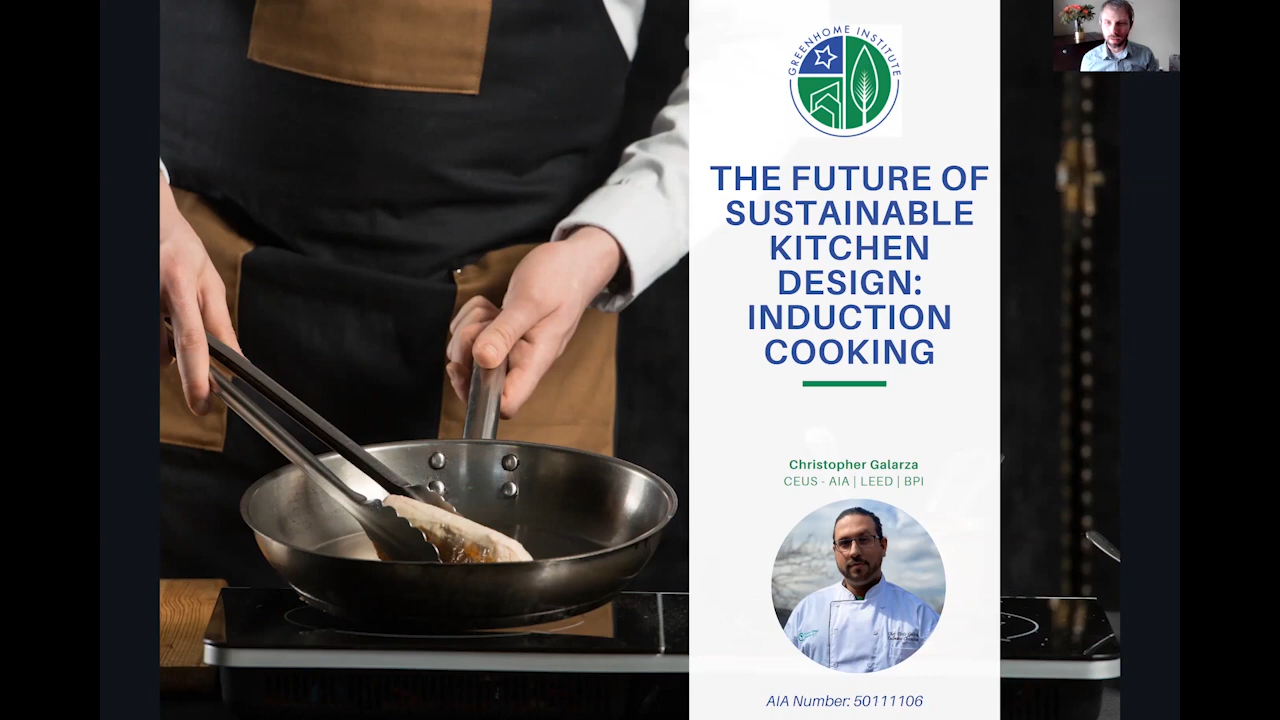 GREENHOME INSTITUTE
THE FUTURE OF
SUSTAINABLE
KITCHEN
DESIGN:
INDUCTION
COOKING
Christopher Galarza
CEUS - AIA | LEED | BPI
AIA Number: 50111106